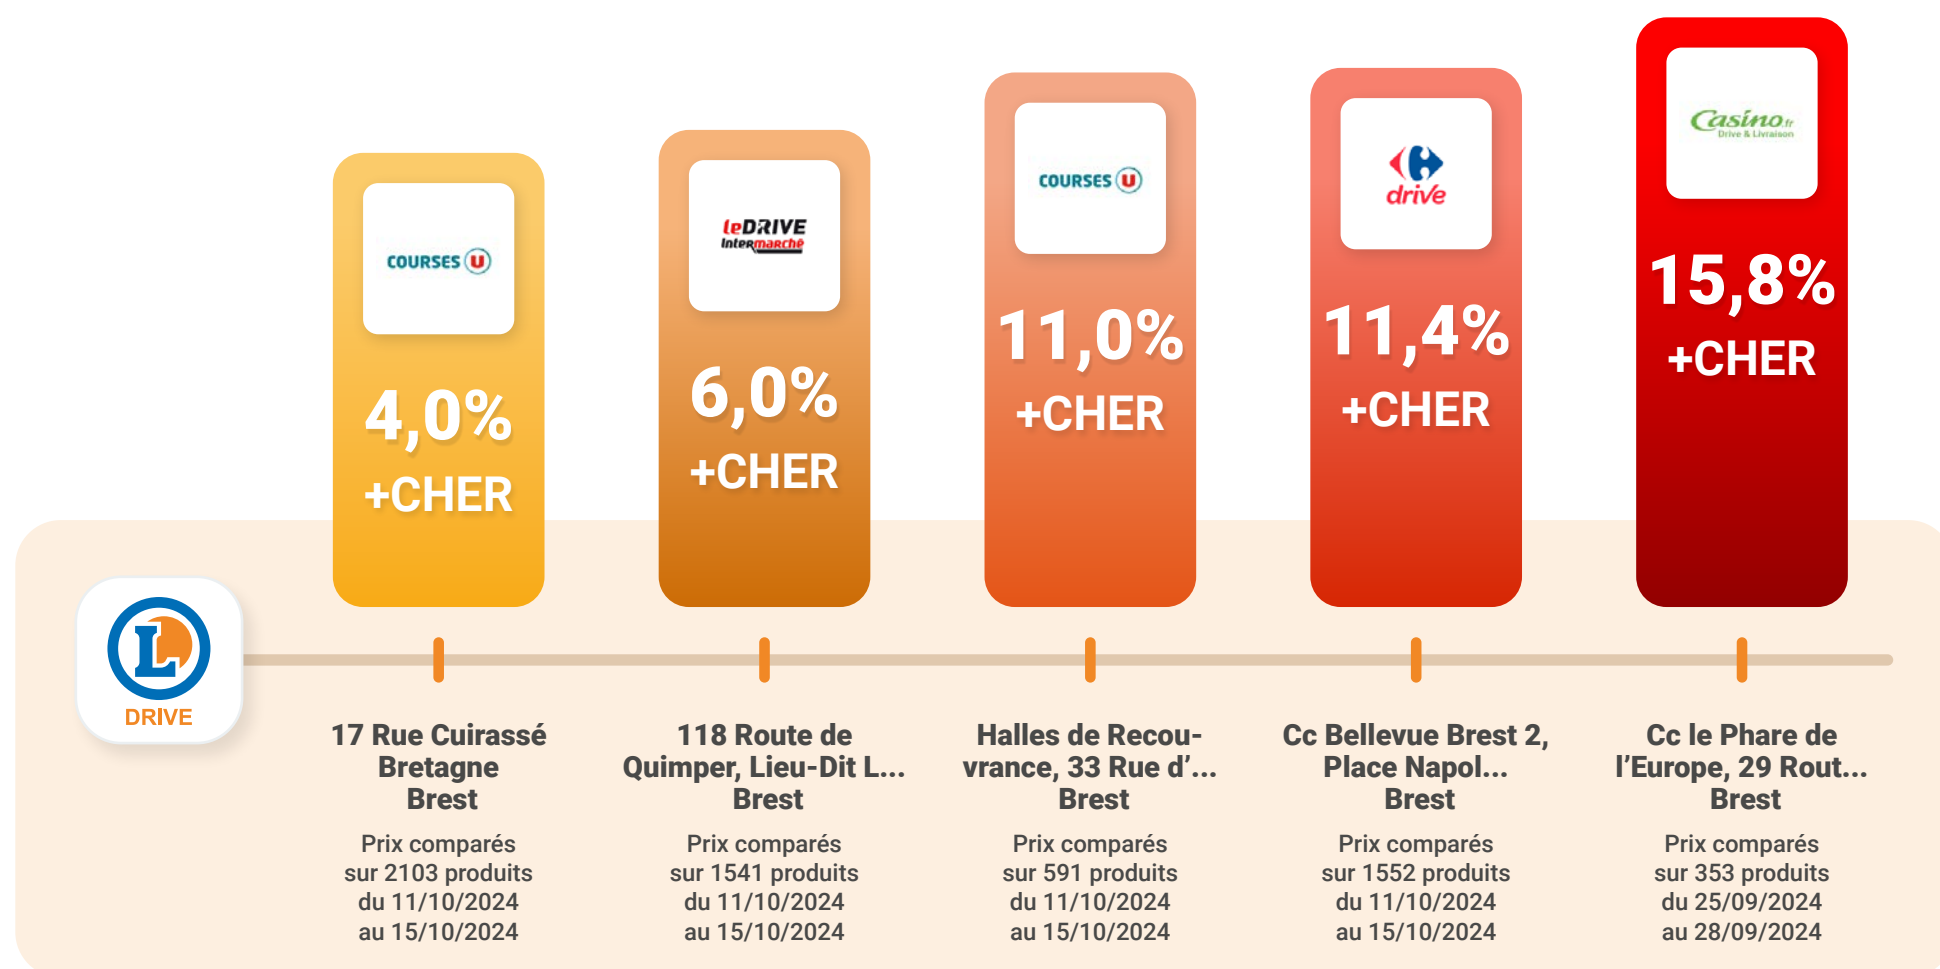 COURSES U
4,0%
+CHER
leDRIVE
Intermarché
6,0%
+CHER
COURSES U
11,0%
+CHER
drive
11,4%
+CHER
Casino.fr
Drive & Livraison
15,8%
+CHER
L
DRIVE
17 Rue Cuirassé
Bretagne
Brest
Prix comparés
sur 2103 produits
du 11/10/2024
au 15/10/2024
118 Route de
Quimper, Lieu-Dit L...
Brest
Prix comparés
sur 1541 produits
du 11/10/2024
au 15/10/2024
Halles de Recou-
vrance, 33 Rue d’...
Brest
Prix comparés
sur 591 produits
du 11/10/2024
au 15/10/2024
Cc Bellevue Brest 2,
Place Napol...
Brest
Prix comparés
sur 1552 produits
du 11/10/2024
au 15/10/2024
Cc le Phare de
l’Europe, 29 Rout...
Brest
Prix comparés
sur 353 produits
du 25/09/2024
au 28/09/2024